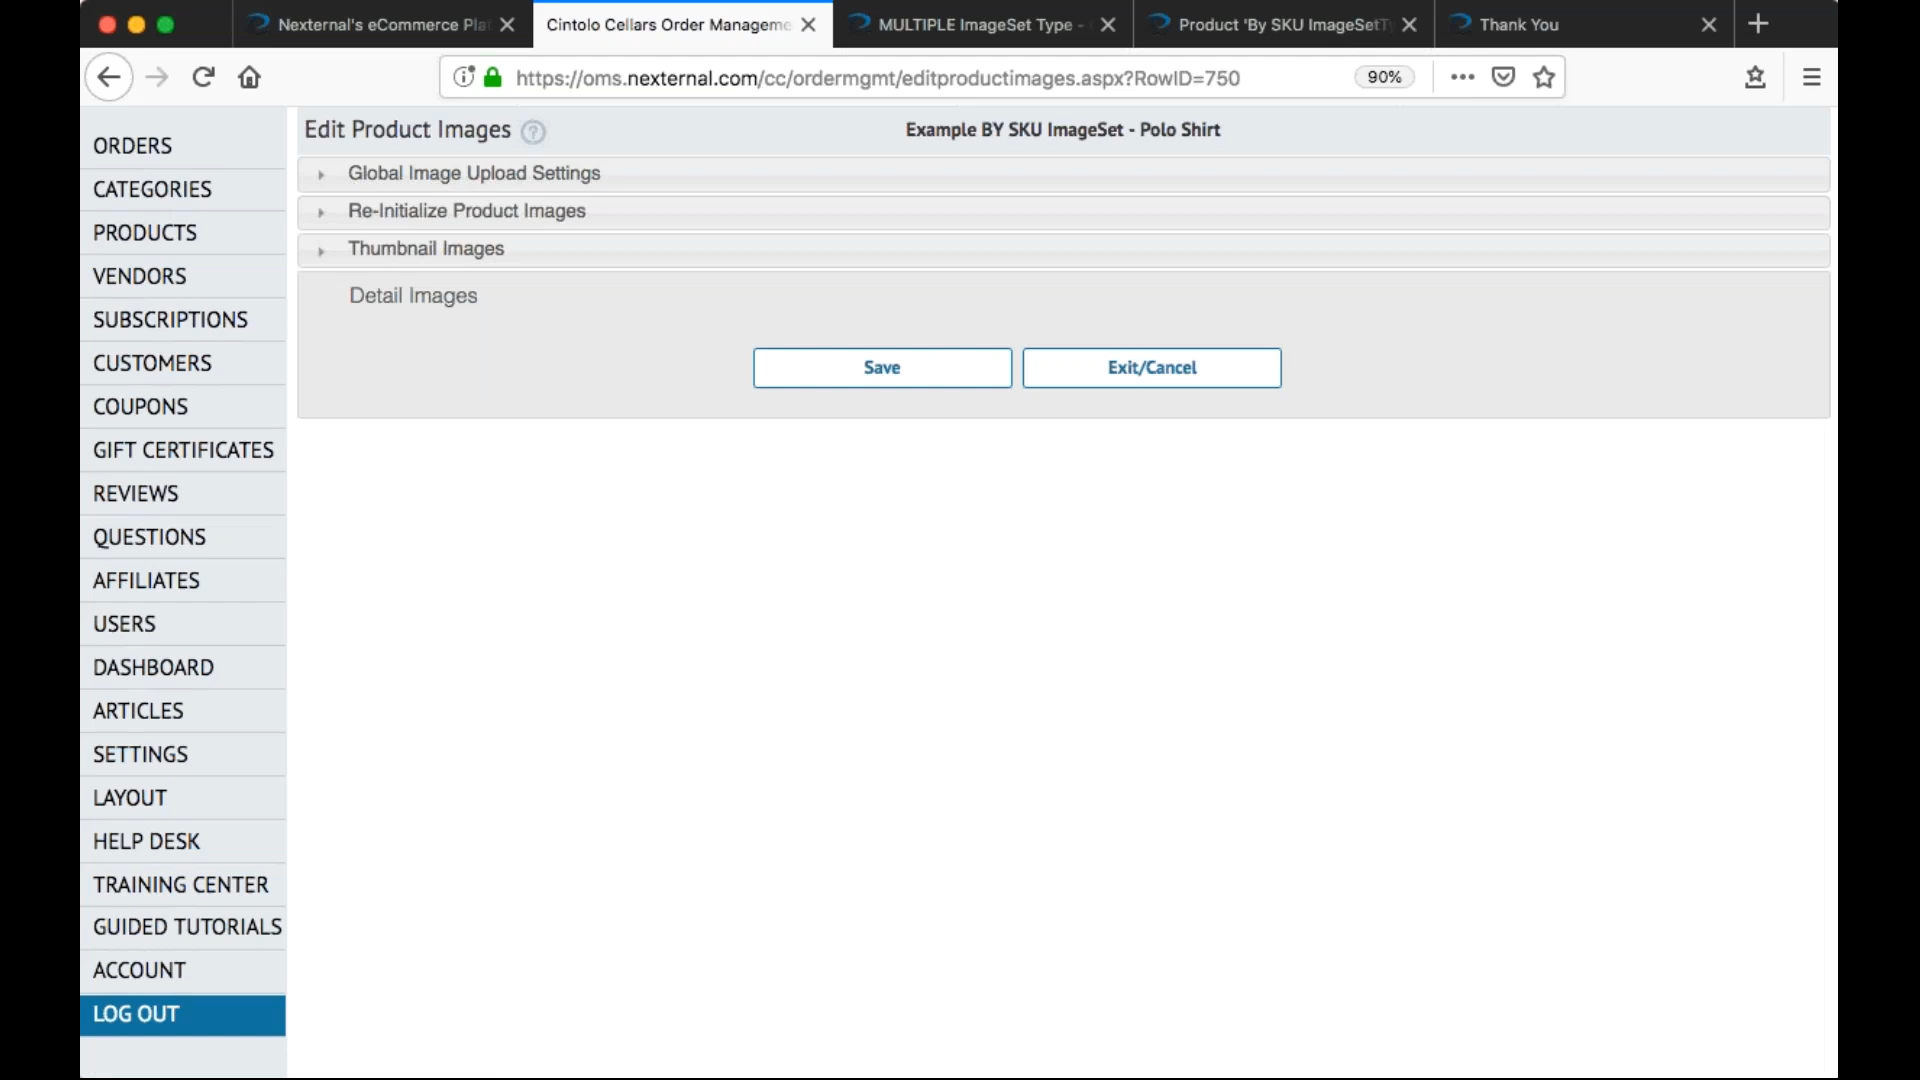 Nexternal's eCommerce Pla
Cintolo Cellars Order Manageme
MULTIPLE ImageSet Type -
Product 'By SKU ImageSetT
Thank You
https://oms.nexternal.com/cc/ordermgmt/editproductimages.aspx?RowID=750
90%
Edit Product Images ?
Example BY SKU ImageSet - Polo Shirt
Global Image Upload Settings
Re-Initialize Product Images
Thumbnail Images
Detail Images
Save
Exit/Cancel
ORDERS
CATEGORIES
PRODUCTS
VENDORS
SUBSCRIPTIONS
CUSTOMERS
COUPONS
GIFT CERTIFICATES
REVIEWS
QUESTIONS
AFFILIATES
USERS
DASHBOARD
ARTICLES
SETTINGS
LAYOUT
HELP DESK
TRAINING CENTER
GUIDED TUTORIALS
ACCOUNT
LOG OUT